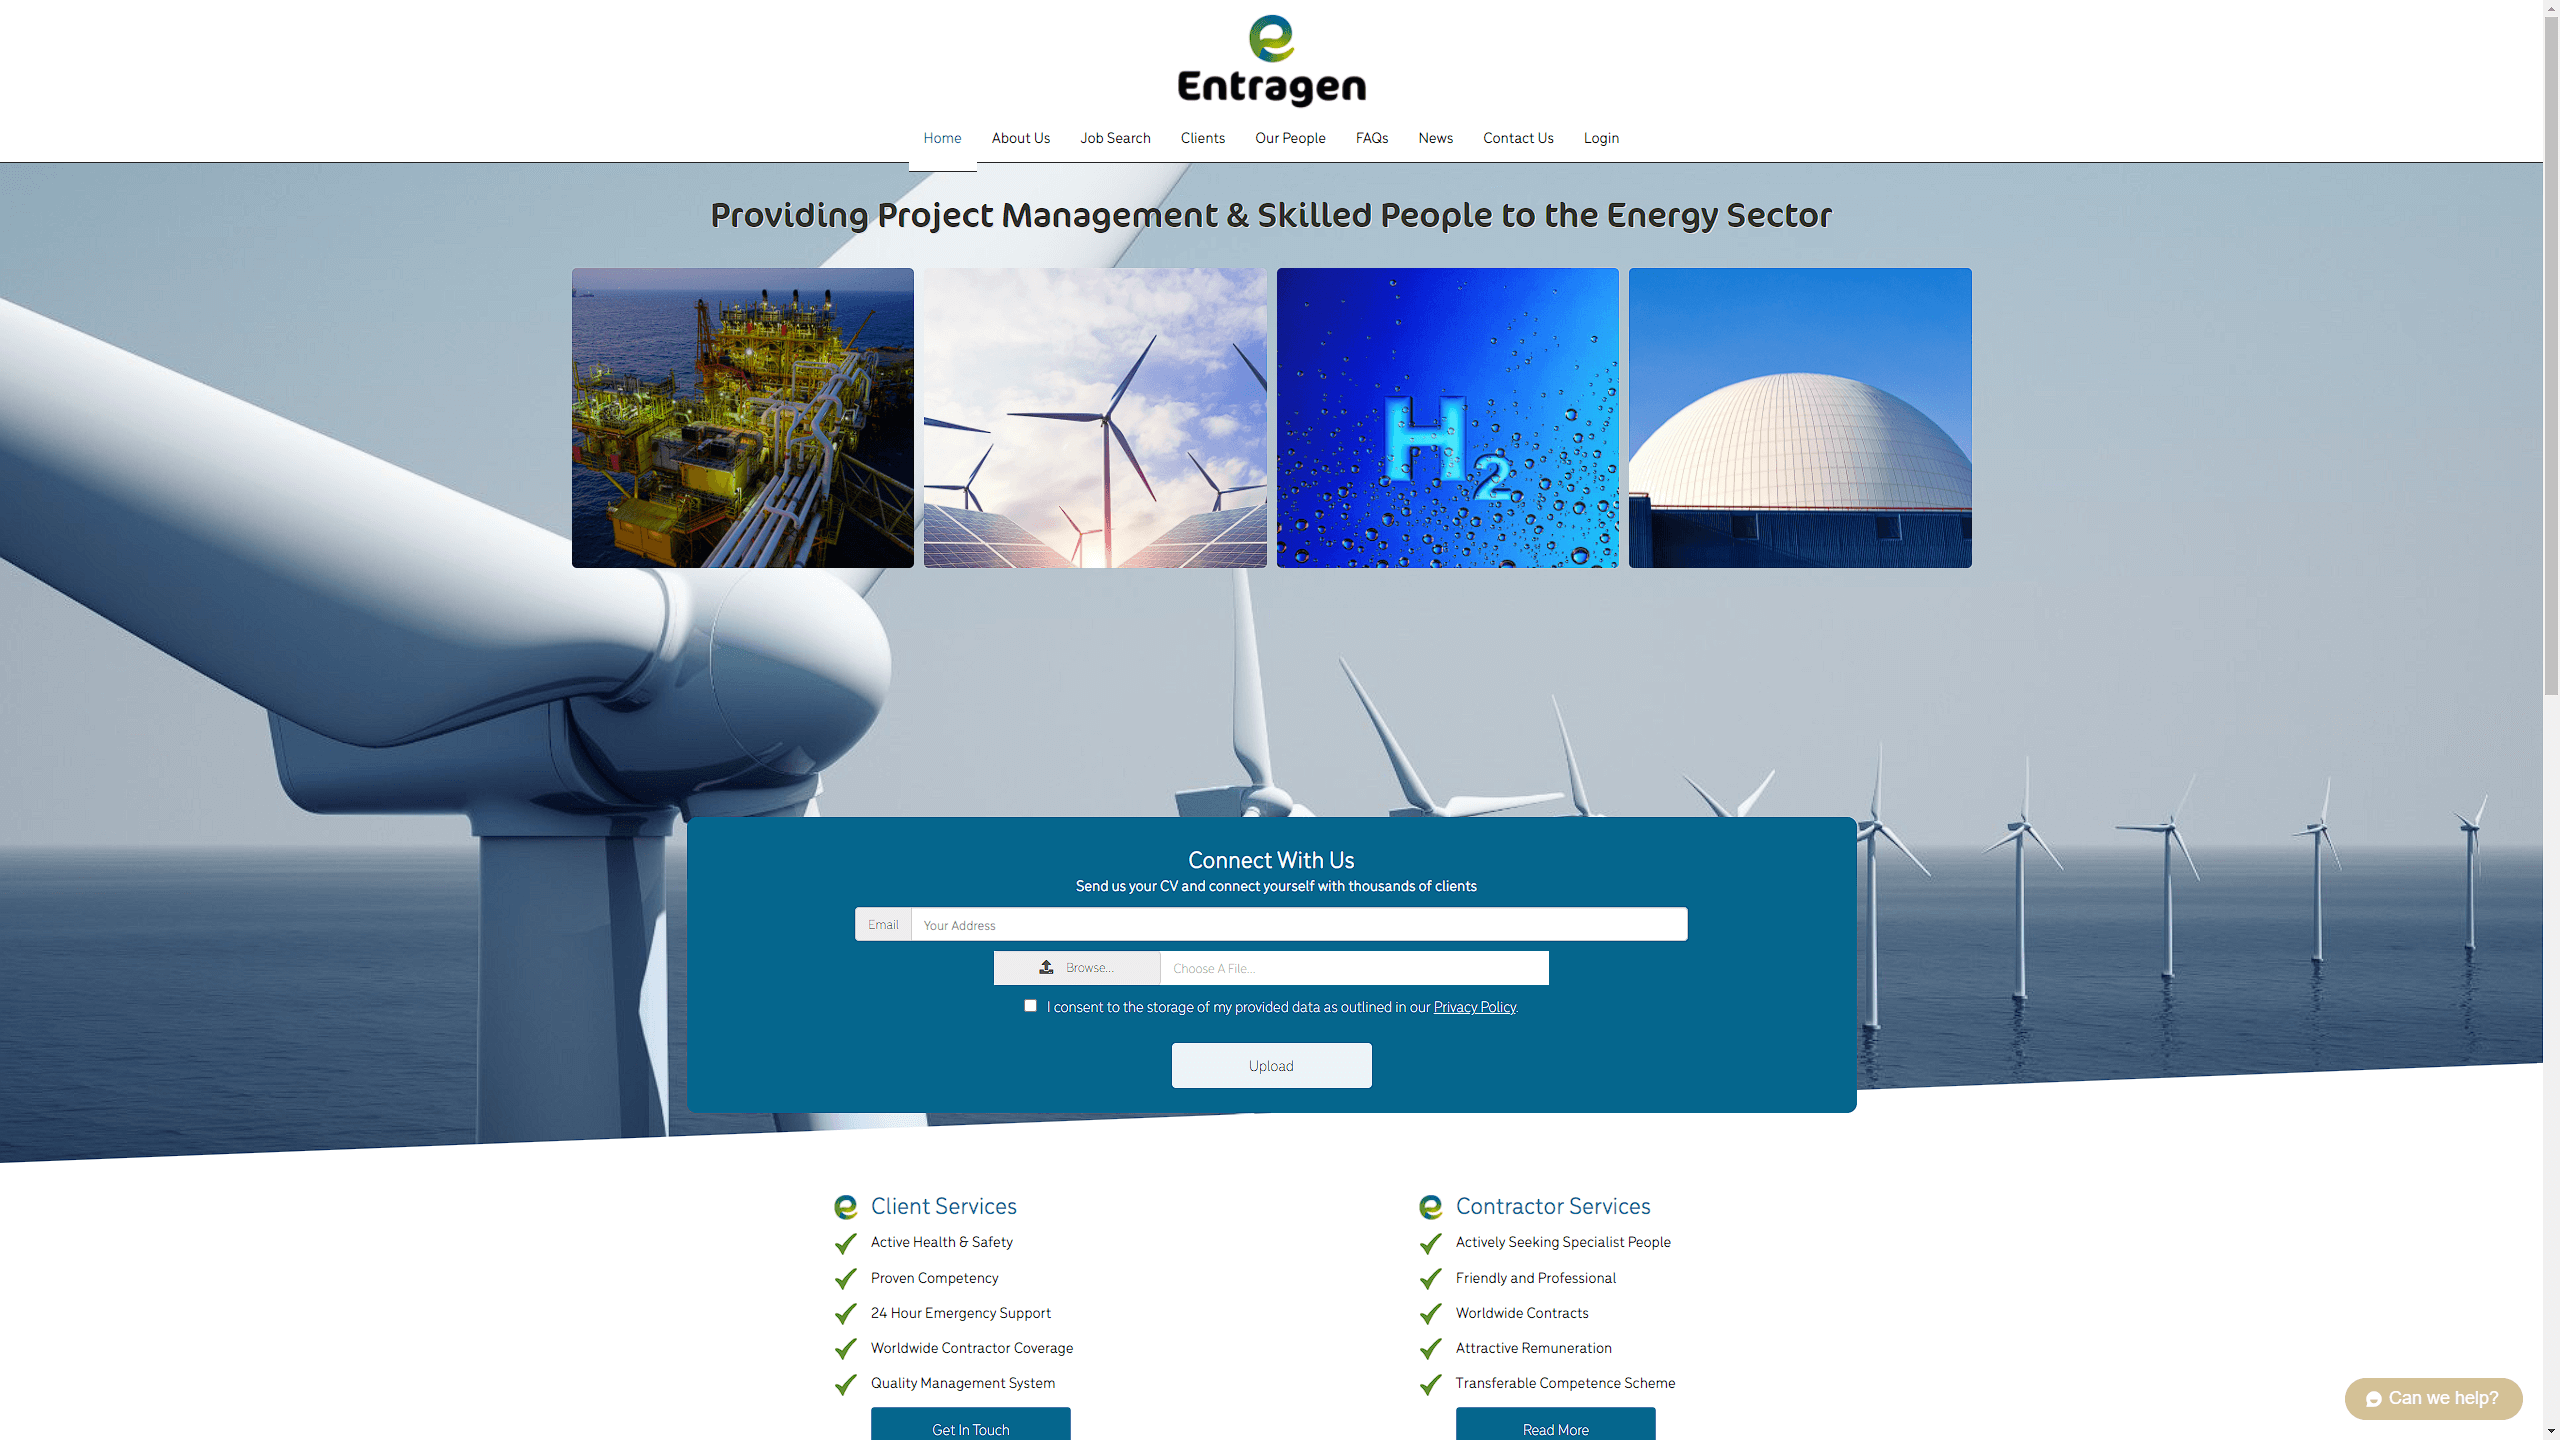 Entragen
Home About Us Job Search Clients Our People FAQs News Contact Us Login
Providing Project Management & Skilled People to the Energy Sector
H2
Connect With Us
Send us your CV and connect yourself with thousands of clients
Email Your Address
Browse... Choose A File...
I consent to the storage of my provided data as outlined in our Privacy Policy.
Upload
Client Services
Active Health & Safety
Proven Competency
24 Hour Emergency Support
Worldwide Contractor Coverage
Quality Management System
Get In Touch
Contractor Services
Actively Seeking Specialist People
Friendly and Professional
Worldwide Contracts
Attractive Remuneration
Transferable Competence Scheme
Read More
Can we help?